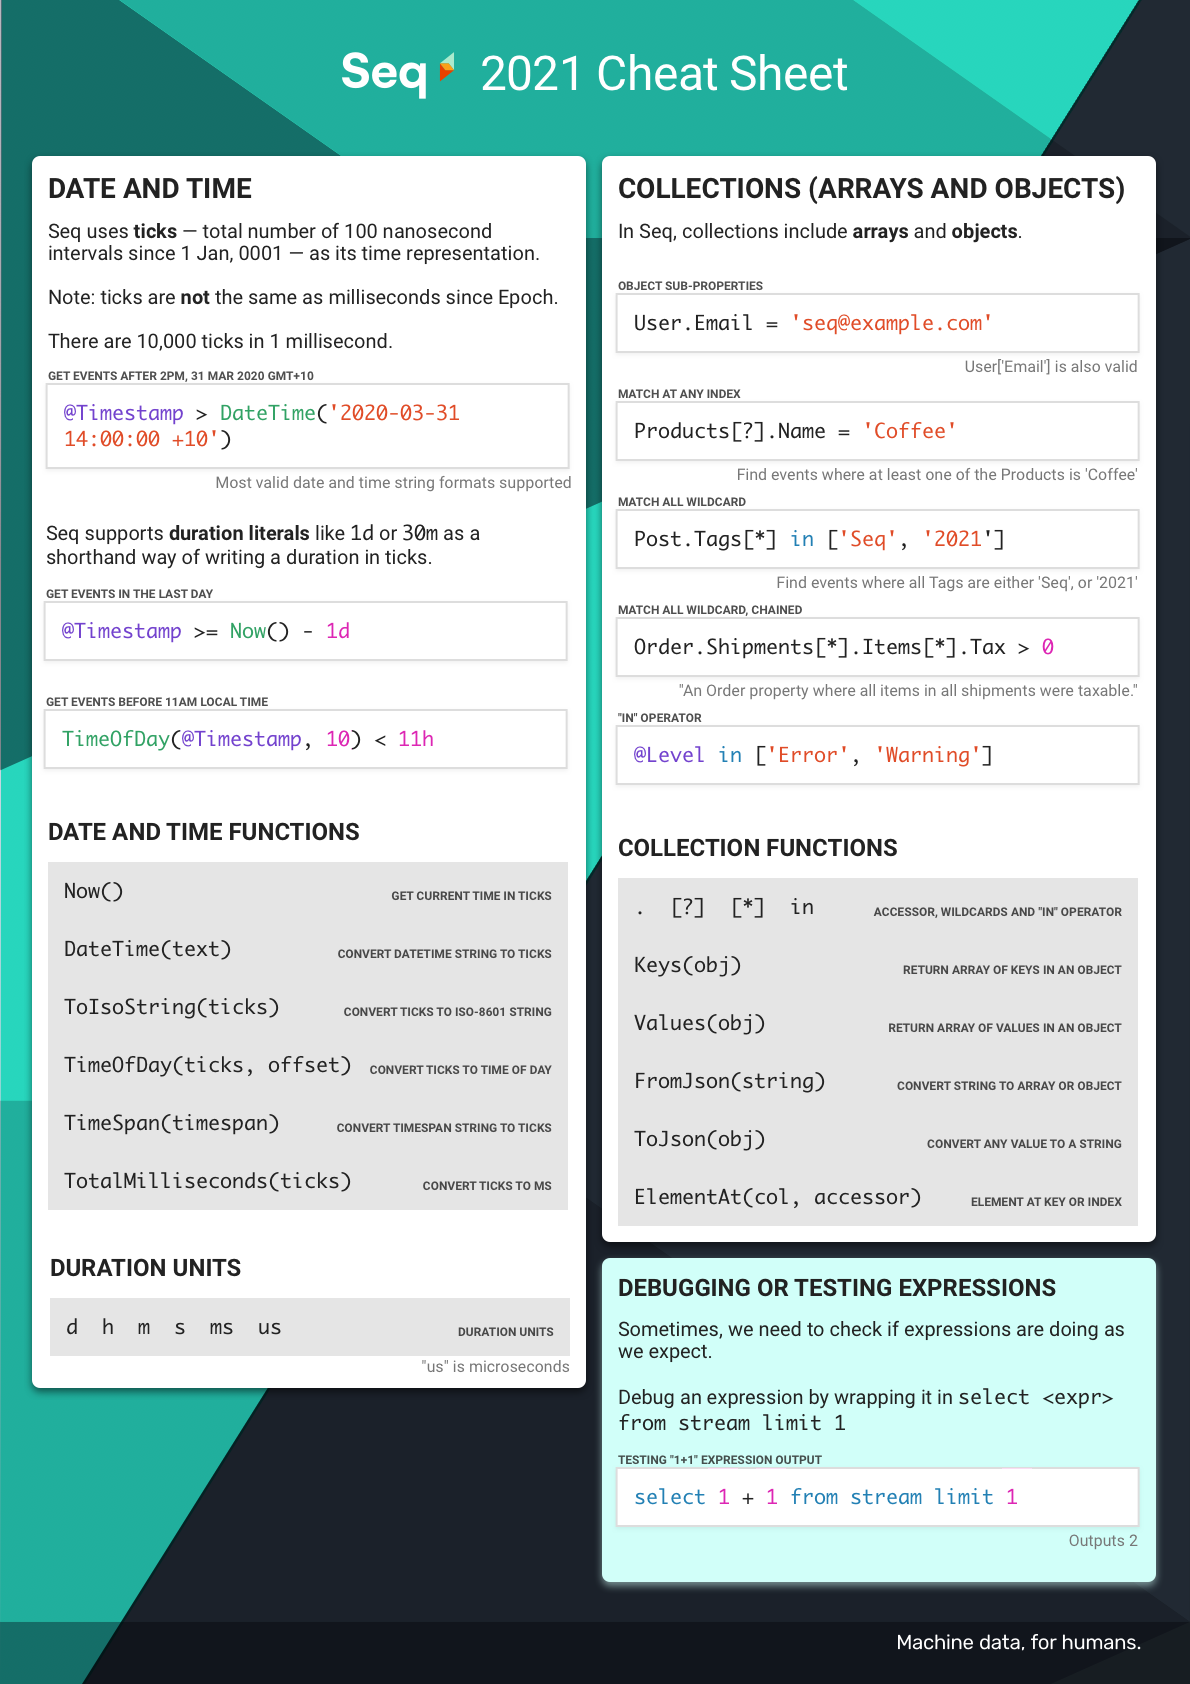 Seq 2021 Cheat Sheet
DATE AND TIME
Seq uses ticks — total number of 100 nanosecond
intervals since 1 Jan, 0001 — as its time representation.
Note: ticks are not the same as milliseconds since Epoch.
There are 10,000 ticks in 1 millisecond.
GET EVENTS AFTER 2PM, 31 MAR 2020 GMT+10
@Timestamp > DateTime('2020-03-31
14:00:00 +10')
Most valid date and time string formats supported
Seq supports duration literals like 1d or 30m as a
shorthand way of writing a duration in ticks.
GET EVENTS IN THE LAST DAY
@Timestamp >= Now() - 1d
GET EVENTS BEFORE 11AM LOCAL TIME
TimeOfDay(@Timestamp, 10) < 11h
DATE AND TIME FUNCTIONS
Now() GET CURRENT TIME IN TICKS
DateTime(text) CONVERT DATETIME STRING TO TICKS
ToIsoString(ticks) CONVERT TICKS TO ISO-8601 STRING
TimeOfDay(ticks, offset) CONVERT TICKS TO TIME OF DAY
TimeSpan(timespan) CONVERT TIMESPAN STRING TO TICKS
TotalMilliseconds(ticks) CONVERT TICKS TO MS
DURATION UNITS
d h m s ms us DURATION UNITS
"us" is microseconds
COLLECTIONS (ARRAYS AND OBJECTS)
In Seq, collections include arrays and objects.
OBJECT SUB-PROPERTIES
User.Email = 'seq@example.com'
User['Email'] is also valid
MATCH AT ANY INDEX
Products[?].Name = 'Coffee'
Find events where at least one of the Products is 'Coffee'
MATCH ALL WILDCARD
Post.Tags[*] in ['Seq', '2021']
Find events where all Tags are either 'Seq', or '2021'
MATCH ALL WILDCARD, CHAINED
Order.Shipments[*].Items[*].Tax > 0
"An Order property where all items in all shipments were taxable."
"IN" OPERATOR
@Level in ['Error', 'Warning']
COLLECTION FUNCTIONS
. [?] [*] in ACCESSOR, WILDCARDS AND "IN" OPERATOR
Keys(obj) RETURN ARRAY OF KEYS IN AN OBJECT
Values(obj) RETURN ARRAY OF VALUES IN AN OBJECT
FromJson(string) CONVERT STRING TO ARRAY OR OBJECT
ToJson(obj) CONVERT ANY VALUE TO A STRING
ElementAt(col, accessor) ELEMENT AT KEY OR INDEX
DEBUGGING OR TESTING EXPRESSIONS
Sometimes, we need to check if expressions are doing as
we expect.
Debug an expression by wrapping it in select <expr>
from stream limit 1
TESTING "1+1" EXPRESSION OUTPUT
select 1 + 1 from stream limit 1
Outputs 2
Machine data, for humans.